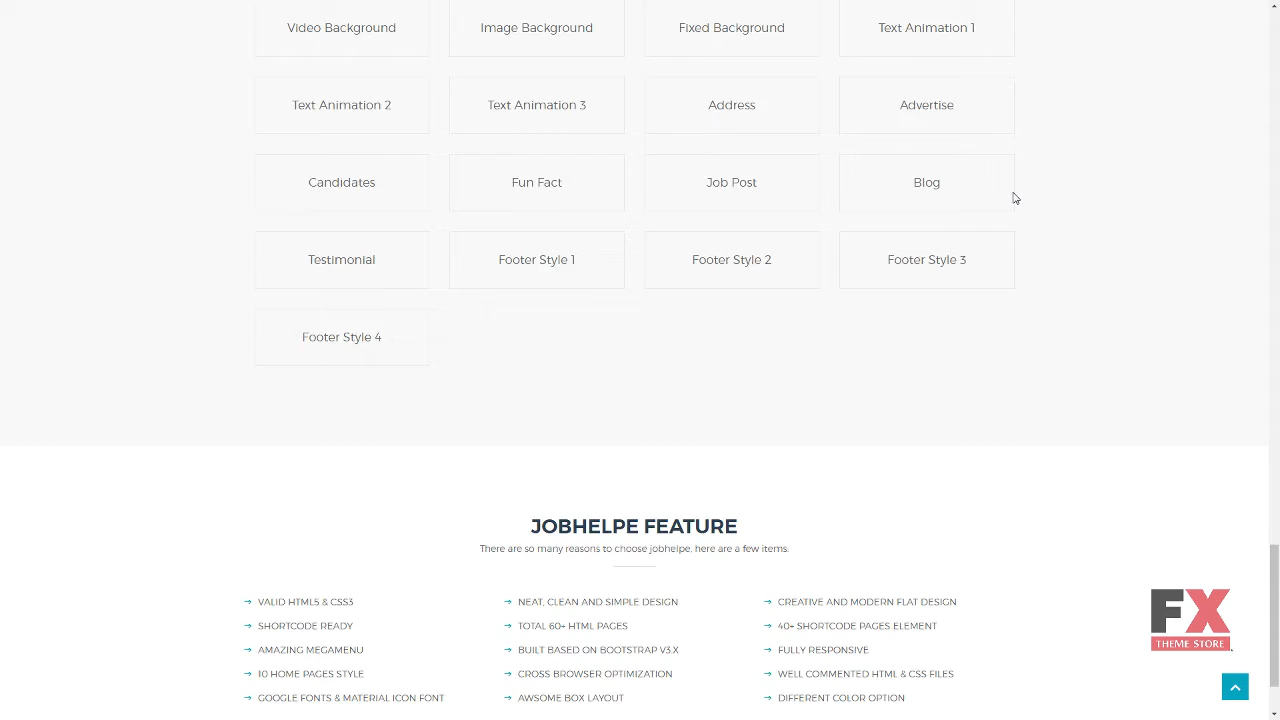 Video Background
Image Background
Fixed Background
Text Animation 1
Text Animation 2
Text Animation 3
Address
Advertise
Candidates
Fun Fact
Job Post
Blog
Testimonial
Footer Style 1
Footer Style 2
Footer Style 3
Footer Style 4
JOBHELPE FEATURE
There are so many reasons to choose jobhelpe, here are a few items.
VALID HTML5 & CSS3
NEAT, CLEAN AND SIMPLE DESIGN
CREATIVE AND MODERN FLAT DESIGN
SHORTCODE READY
TOTAL 60+ HTML PAGES
40+ SHORTCODE PAGES ELEMENT
AMAZING MEGAMENU
BUILT BASED ON BOOTSTRAP V3.X
FULLY RESPONSIVE
10 HOME PAGES STYLE
CROSS BROWSER OPTIMIZATION
WELL COMMENTED HTML & CSS FILES
GOOGLE FONTS & MATERIAL ICON FONT
AWSOME BOX LAYOUT
DIFFERENT COLOR OPTION
FX
THEME STORE